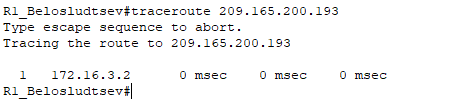 R1_Belosludtsev#traceroute 209.165.200.193
Type escape sequence to abort.
Tracing the route to 209.165.200.193
1 172.16.3.2 0 msec 0 msec 0 msec
R1_Belosludtsev#